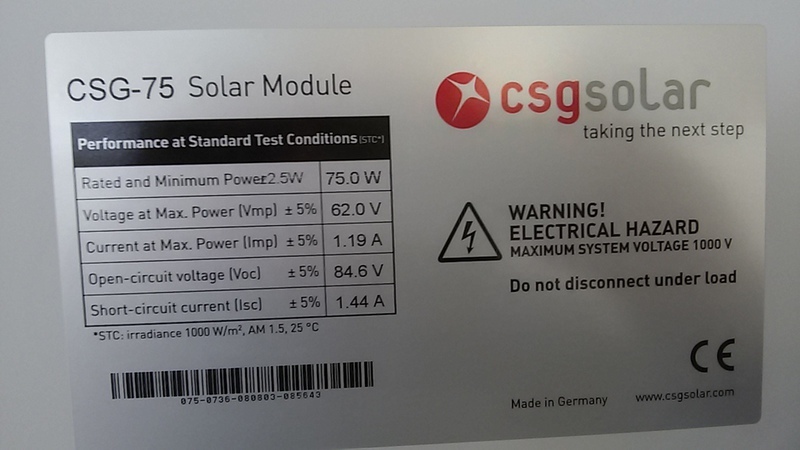 CSG-75 Solar Module
Performance at Standard Test Conditions (STC*)
Rated and Minimum Power±2.5W 75.0 W
Voltage at Max. Power (Vmp) ± 5% 62.0 V
Current at Max. Power (Imp) ± 5% 1.19 A
Open-circuit voltage (Voc) ± 5% 84.6 V
Short-circuit current (Isc) ± 5% 1.44 A
*STC: irradiance 1000 W/m², AM 1.5, 25 °C
075-0736-080803-085643
csgsolar
taking the next step
WARNING!
ELECTRICAL HAZARD
MAXIMUM SYSTEM VOLTAGE 1000 V
Do not disconnect under load
CE
Made in Germany www.csgsolar.com